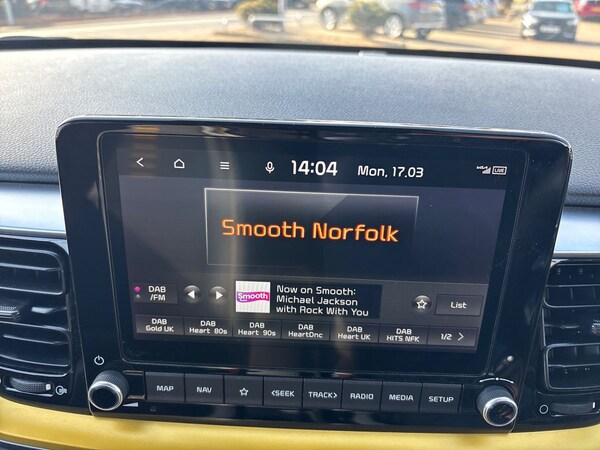 14:04 Mon, 17.03 KIA LIVE
Smooth Norfolk
DAB
/FM
Smooth
Now on Smooth:
Michael Jackson
with Rock With You
List
DAB
Gold UK
DAB
Heart 80s
DAB
Heart 90s
DAB
HeartDnc
DAB
Heart UK
DAB
HITS NFK
1/2
MAP NAV <SEEK TRACK> RADIO MEDIA SETUP